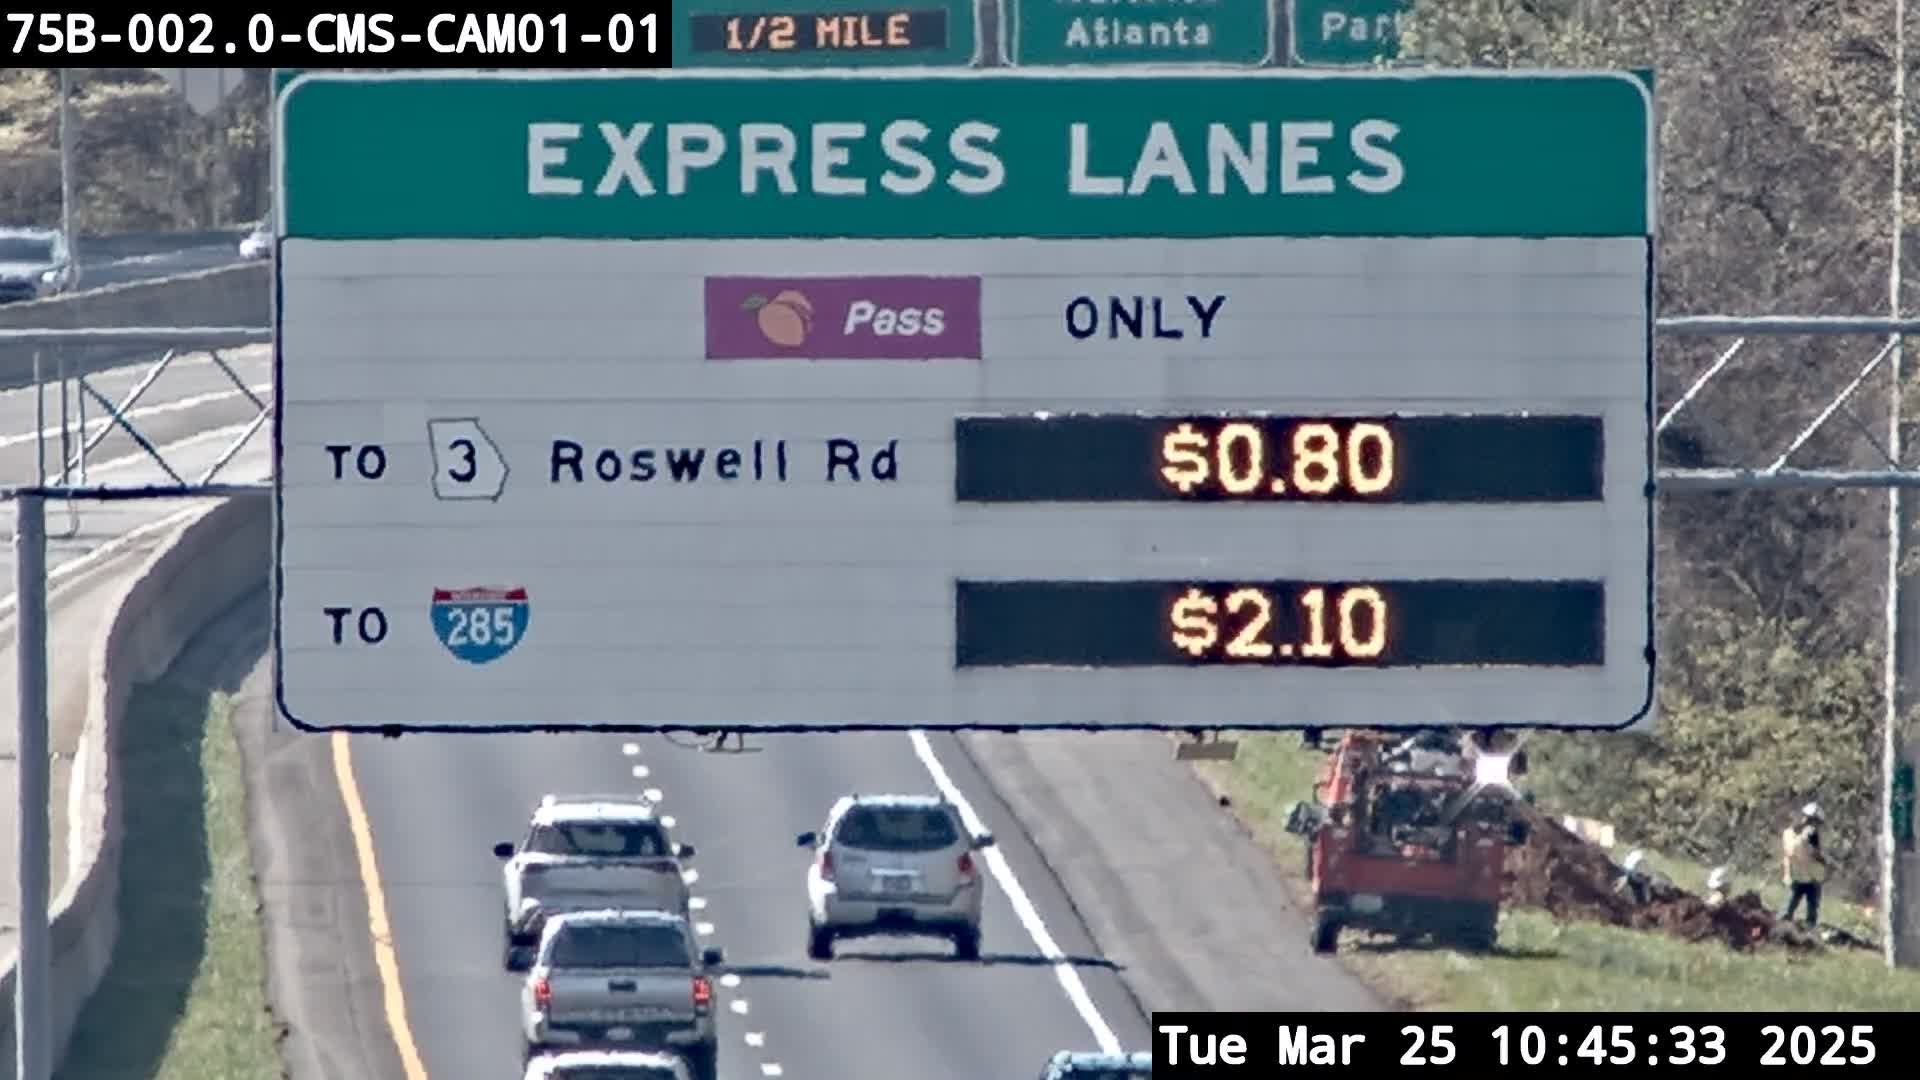 75B-002.0-CMS-CAM01-01
1/2 MILE
Atlanta
EXPRESS LANES
Pass ONLY
TO 3 Roswell Rd $0.80
TO 285 $2.10
Tue Mar 25 10:45:33 2025